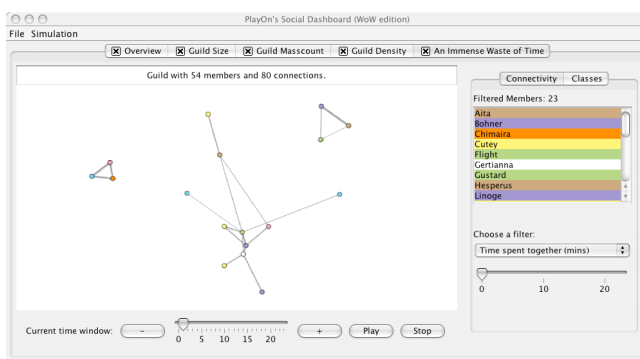 PlayOn's Social Dashboard (WoW edition)
File Simulation
Overview Guild Size Guild Masscount Guild Density An Immense Waste of Time
Guild with 54 members and 80 connections.
Connectivity Classes
Filtered Members: 23
Aita
Bohner
Chimaira
Cutey
Flight
Gertianna
Gustard
Hesperus
Linoge
Choose a filter:
Time spent together (mins)
0 10 20
Current time window: - + Play Stop
0 5 10 15 20